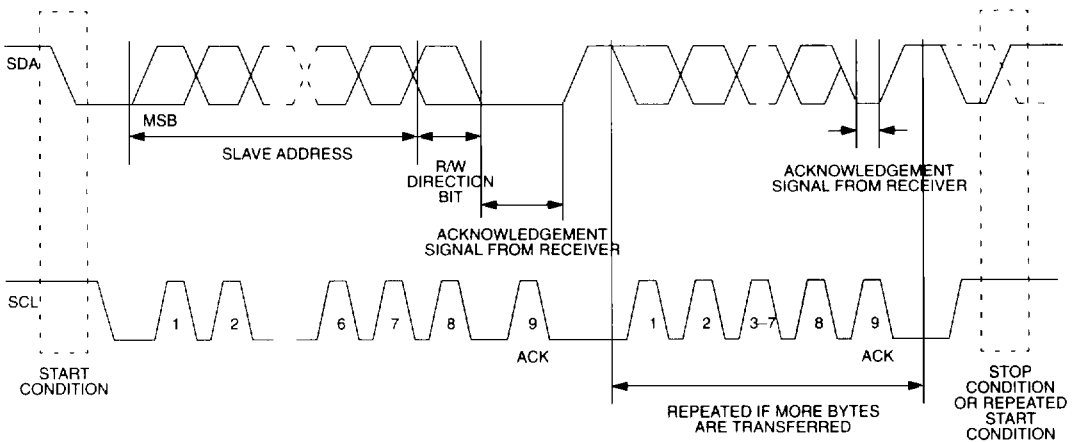 SDA
MSB
SLAVE ADDRESS
R/W
DIRECTION
BIT
ACKNOWLEDGEMENT
SIGNAL FROM RECEIVER
ACKNOWLEDGEMENT
SIGNAL FROM RECEIVER
SCL
1
2
6
7
8
9
1
2
3–7
8
9
ACK
ACK
START
CONDITION
REPEATED IF MORE BYTES
ARE TRANSFERRED
STOP
CONDITION
OR REPEATED
START
CONDITION